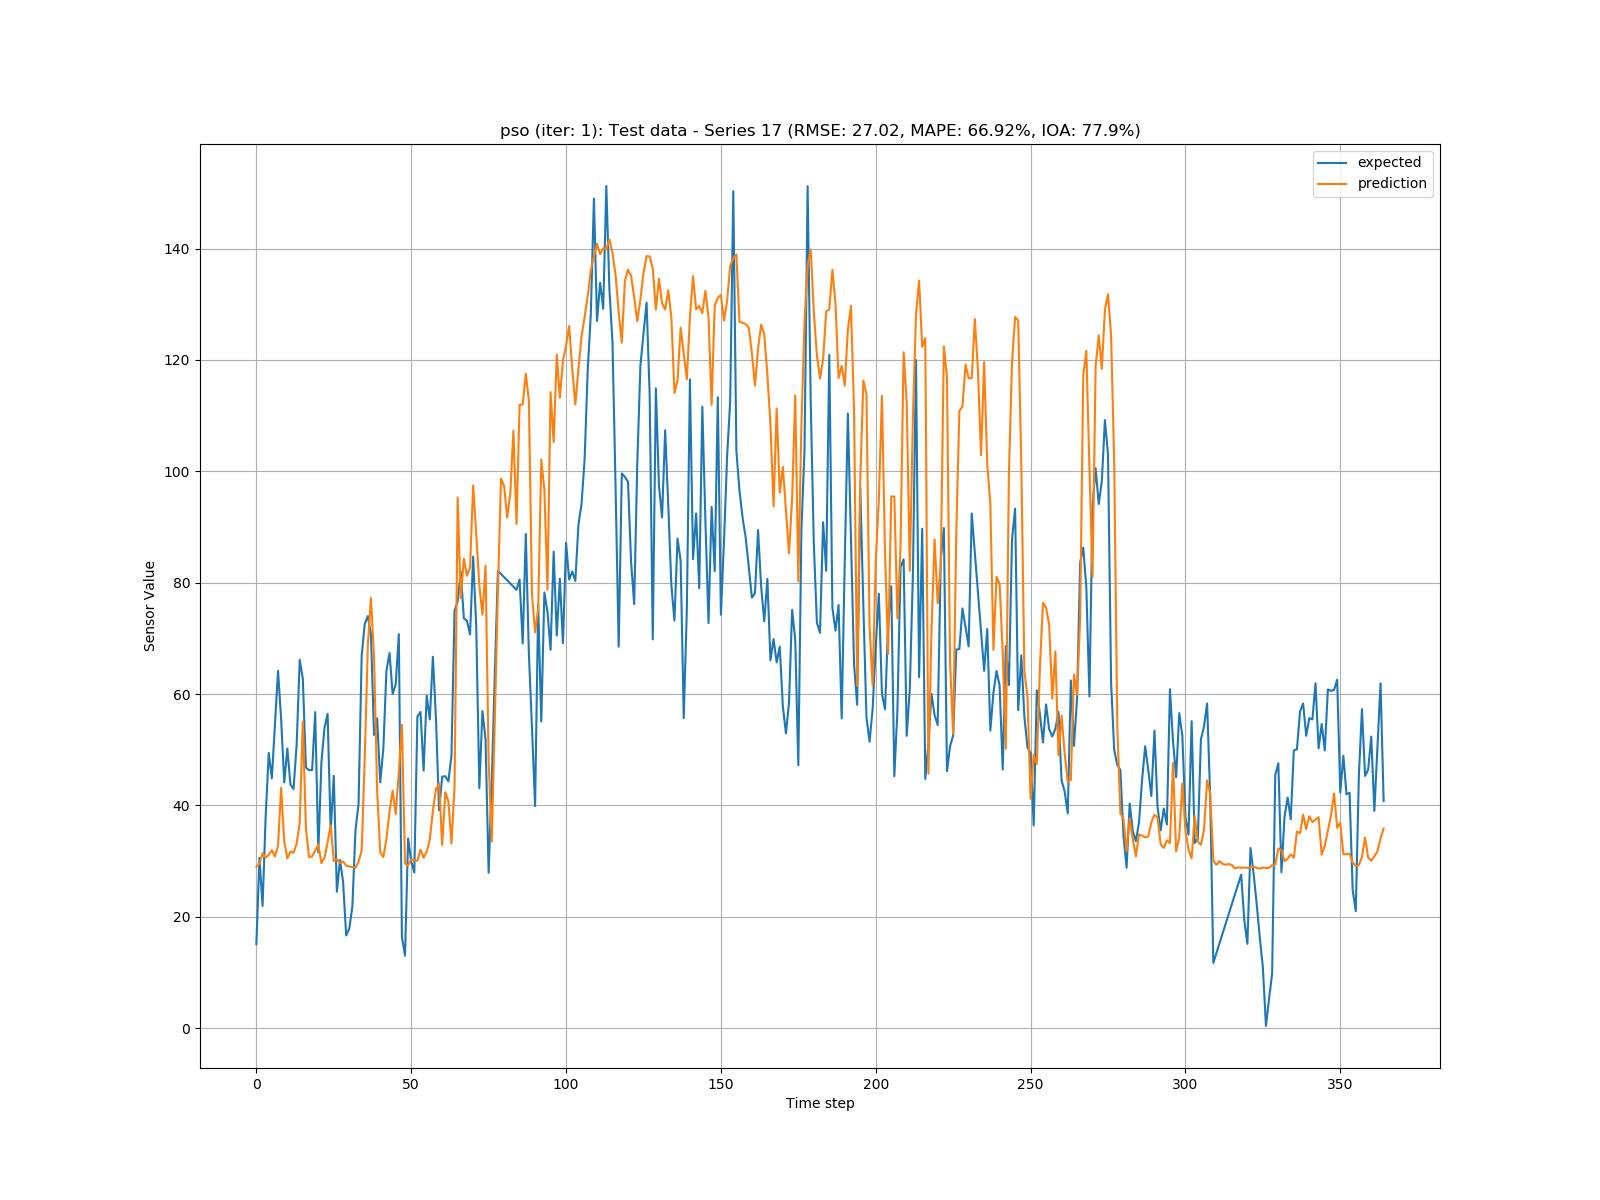 pso (iter: 1): Test data - Series 17 (RMSE: 27.02, MAPE: 66.92%, IOA: 77.9%)
expected
prediction
140
120
100
80
60
40
20
0
Sensor Value
0 50 100 150 200 250 300 350
Time step